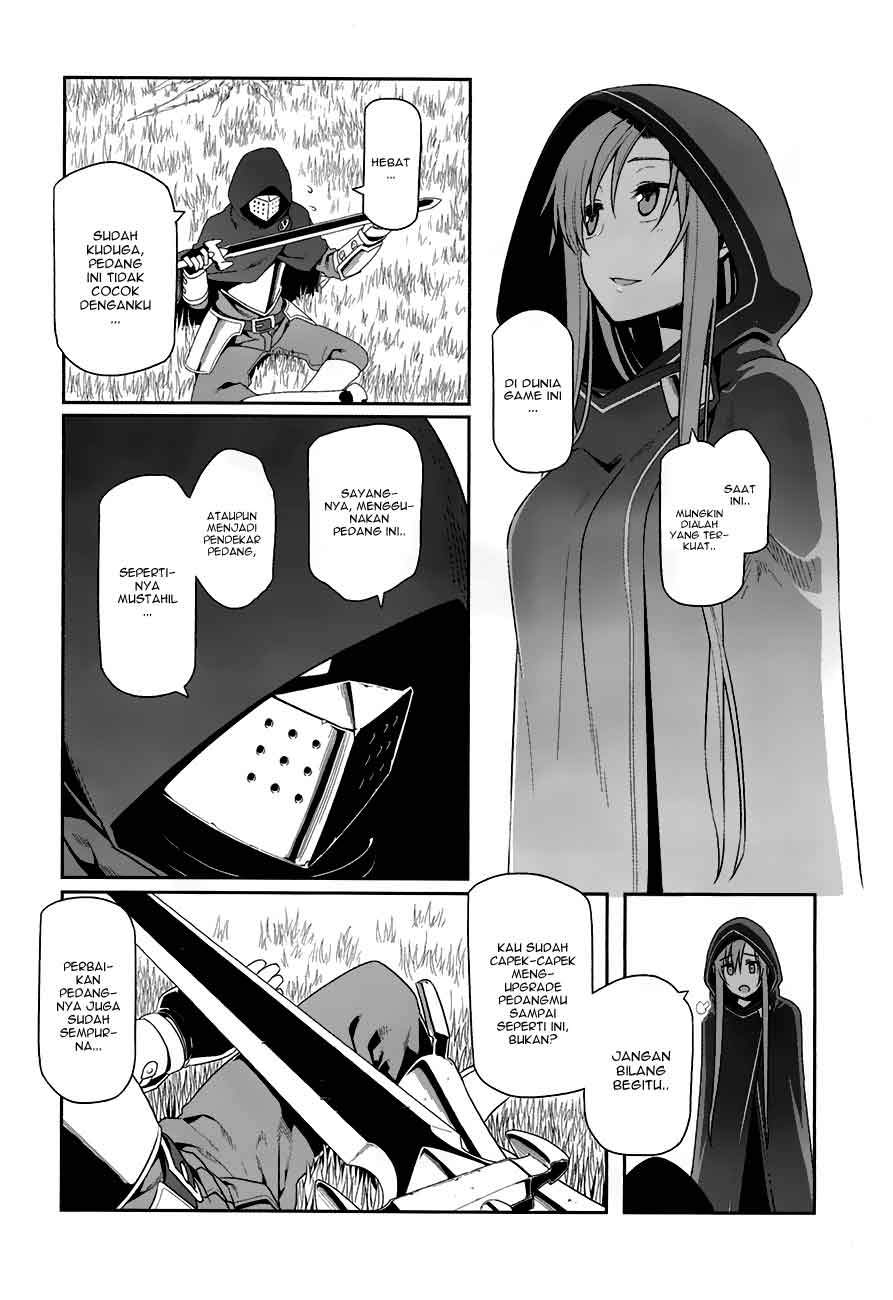 DI DUNIA
GAME INI
...
SAAT
INI..
MUNGKIN
DIALAH
YANG TER-
KUAT..
HEBAT
...
SUDAH
KUDUGA,
PEDANG
INI TIDAK
COCOK
DENGANKU
...
SAYANG-
NYA, MENGGU-
NAKAN
PEDANG INI..
ATAUPUN
MENJADI
PENDEKAR
PEDANG,
SEPERTI-
NYA
MUSTAHIL
...
JANGAN
BILANG
BEGITU..
KAU SUDAH
CAPEK-CAPEK
MENG-
UPGRADE
PEDANGMU
SAMPAI
SEPERTI INI,
BUKAN?
PERBAI-
KAN
PEDANG-
NYA JUGA
SUDAH
SEMPUR-
NA...